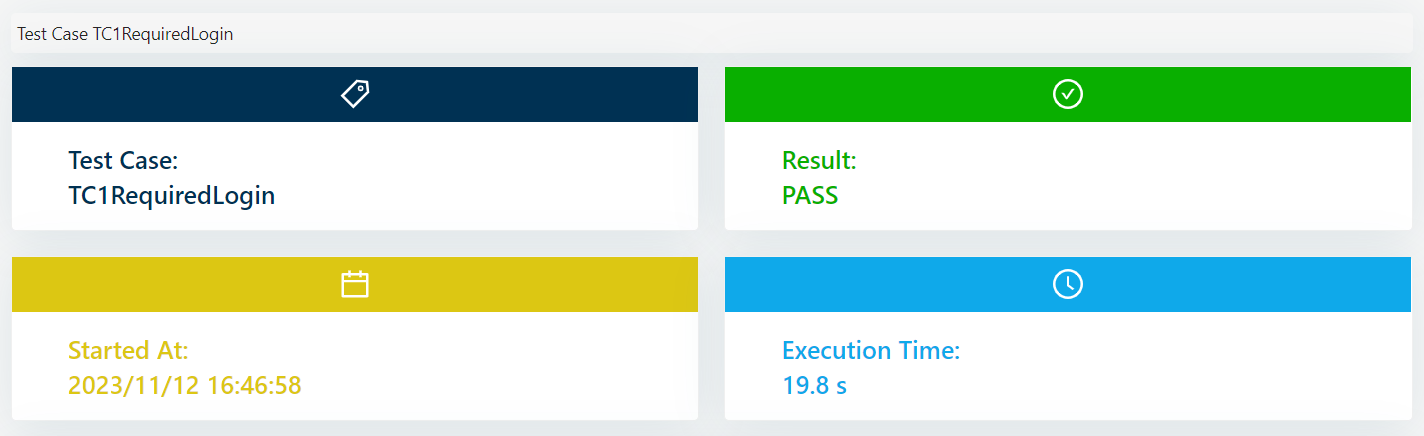 Test Case TC1RequiredLogin
Test Case:
TC1RequiredLogin
Result:
PASS
Started At:
2023/11/12 16:46:58
Execution Time:
19.8 s